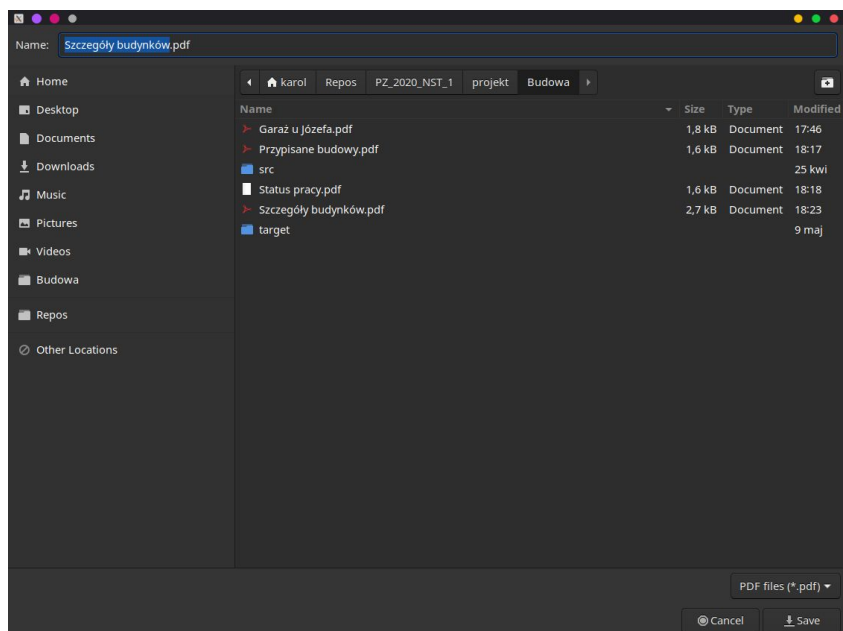 Name: Szczegóły budynków.pdf
Home
Desktop
Documents
Downloads
Music
Pictures
Videos
Budowa
Repos
Other Locations
karol Repos PZ_2020_NST_1 projekt Budowa
Name Size Type Modified
Garaż u Józefa.pdf 1,8 kB Document 17:46
Przypisane budowy.pdf 1,6 kB Document 18:17
src 25 kwi
Status pracy.pdf 1,6 kB Document 18:18
Szczegóły budynków.pdf 2,7 kB Document 18:23
target 9 maj
PDF files (*.pdf)
Cancel Save